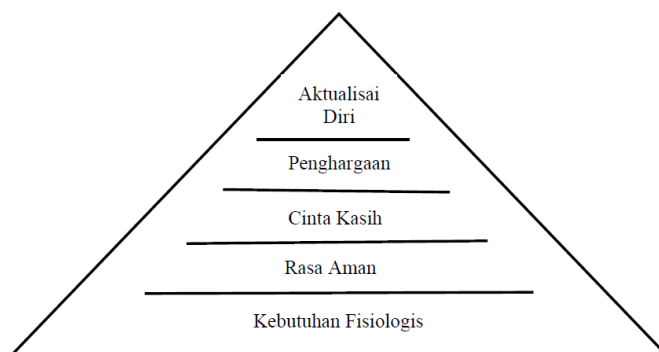 Aktualisai
Diri
Penghargaan
Cinta Kasih
Rasa Aman
Kebutuhan Fisiologis